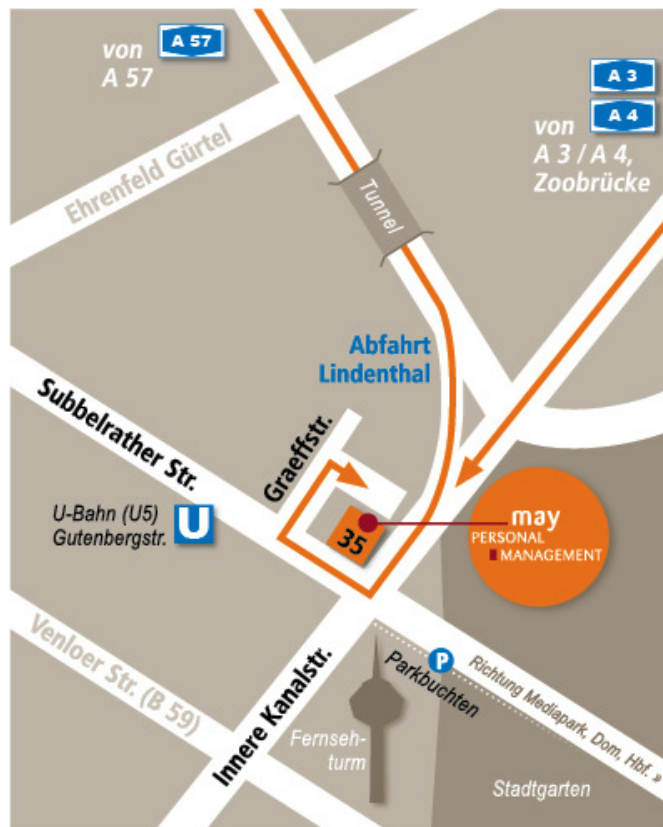 von
A 57
A 57
A 3
A 4
von
A 3 / A 4,
Zoobrücke
Ehrenfeld Gürtel
Tunnel
Abfahrt
Lindenthal
Subbelrather Str.
Graeffstr.
U-Bahn (U5)
Gutenbergstr.
U
35
may
PERSONAL
MANAGEMENT
Venloer Str. (B 59)
Innere Kanalstr.
P
Parkbuchten
Richtung Mediapark, Dom, Hbf. »
Fernseh-
turm
Stadtgarten